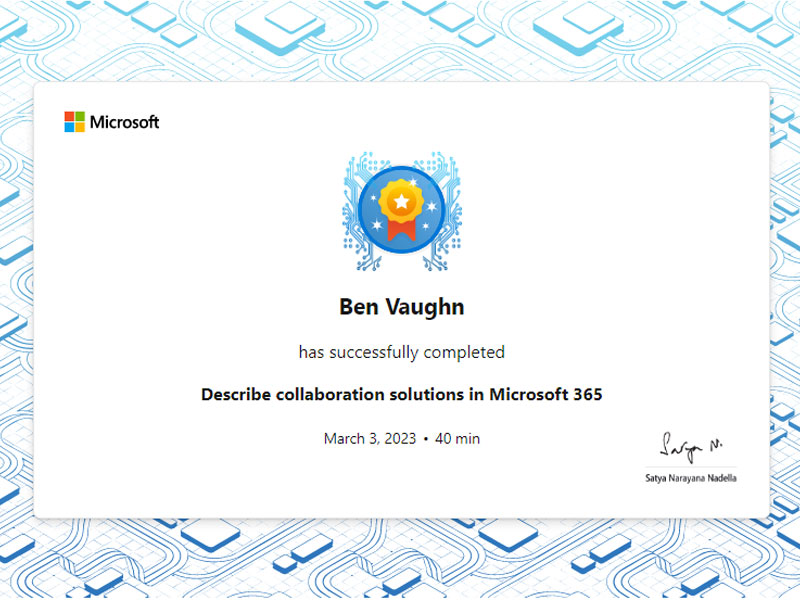 Microsoft
Ben Vaughn
has successfully completed
Describe collaboration solutions in Microsoft 365
March 3, 2023 • 40 min
Satya N.
Satya Narayana Nadella